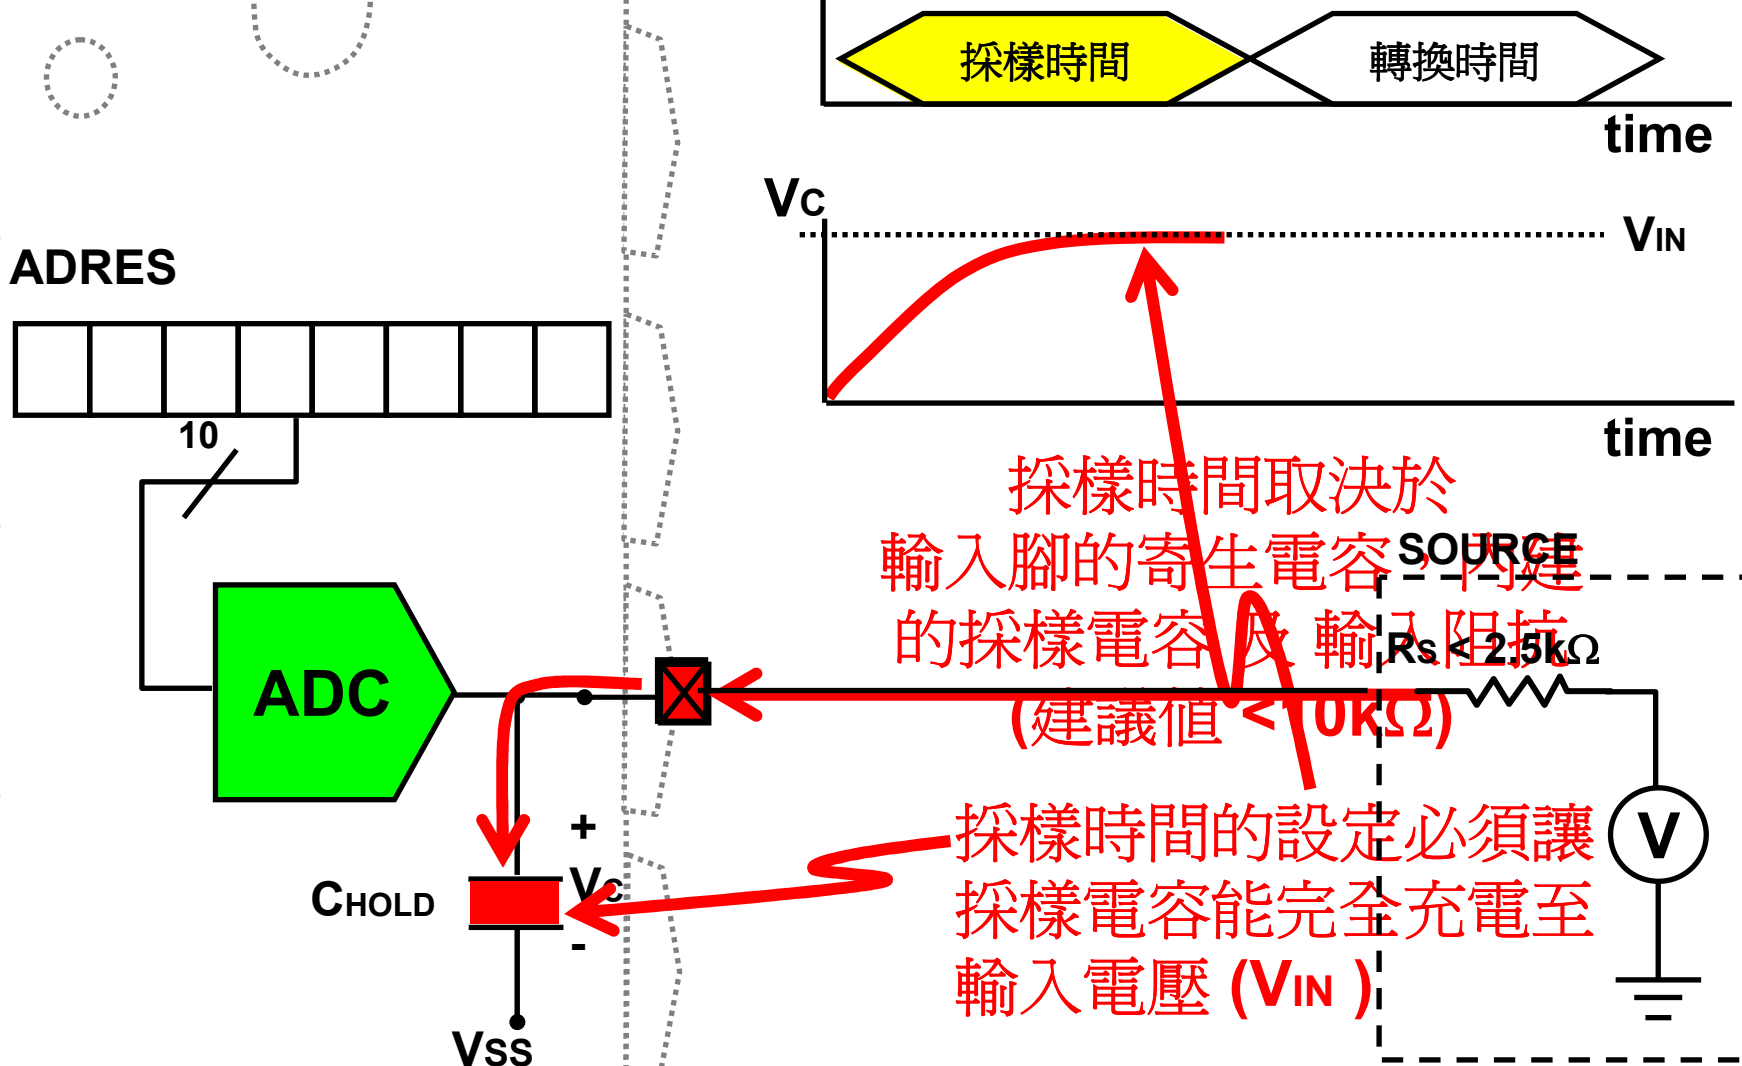 採樣時間
轉換時間
time
VC
VIN
ADRES
10
time
採樣時間取決於
輸入腳的寄生電容，內建
的採樣電容 及 輸入阻抗
(建議值 <10kΩ)
SOURCE
RS < 2.5kΩ
ADC
+
VC
-
CHOLD
VSS
V
採樣時間的設定必須讓
採樣電容能完全充電至
輸入電壓 (VIN )